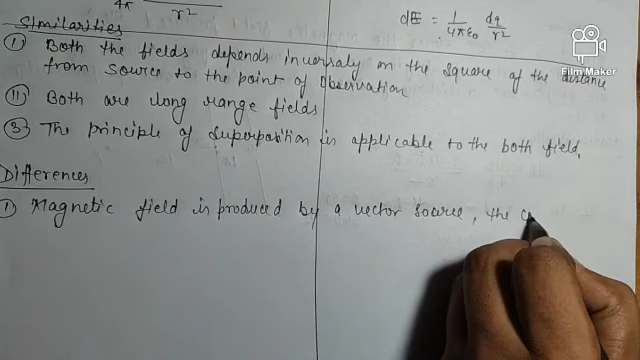 4π r²
dE = 1/4πε₀ dq/r²
Similarities
① Both the fields depends inversaly on the square of the distance
from source to the point of observation
Film Maker
② Both are long range fields
③ The principle of superposition is applicable to the both field.
Differences
① Magnetic field is produced by a vector source, the c